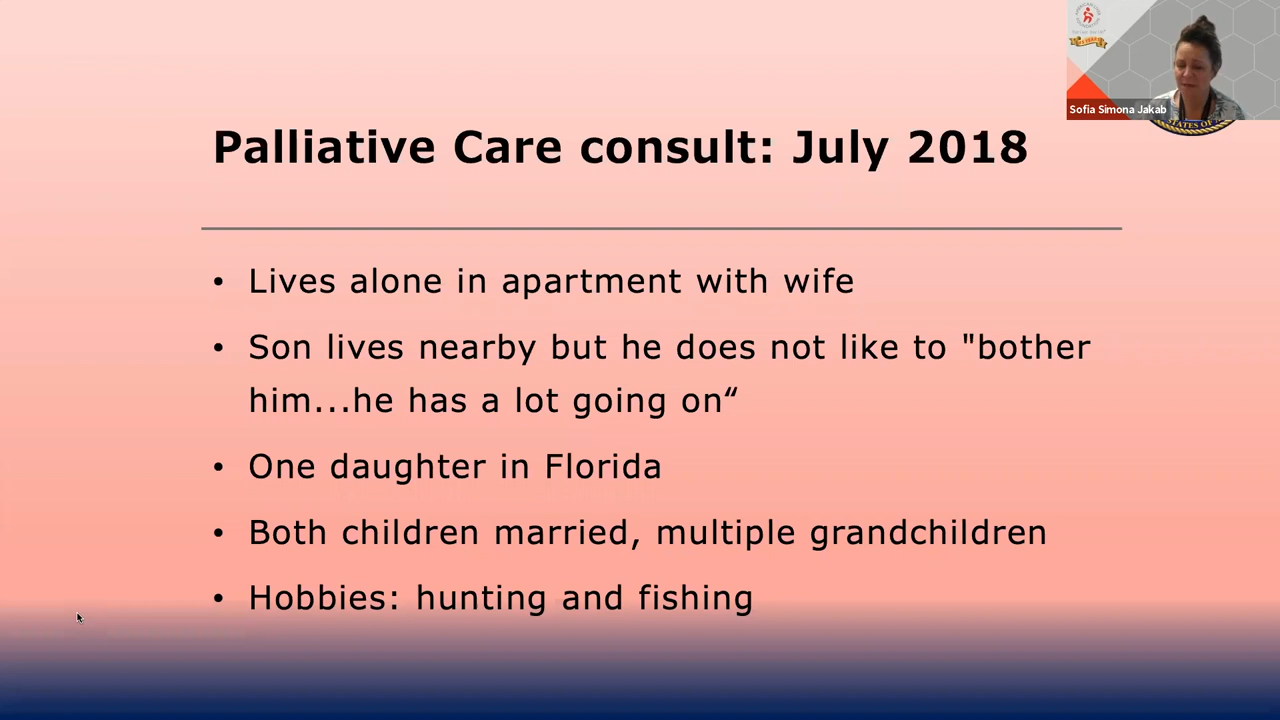 Sofia Simona Jakab
STATES OF
Palliative Care consult: July 2018
• Lives alone in apartment with wife
• Son lives nearby but he does not like to "bother
him...he has a lot going on“
• One daughter in Florida
• Both children married, multiple grandchildren
• Hobbies: hunting and fishing